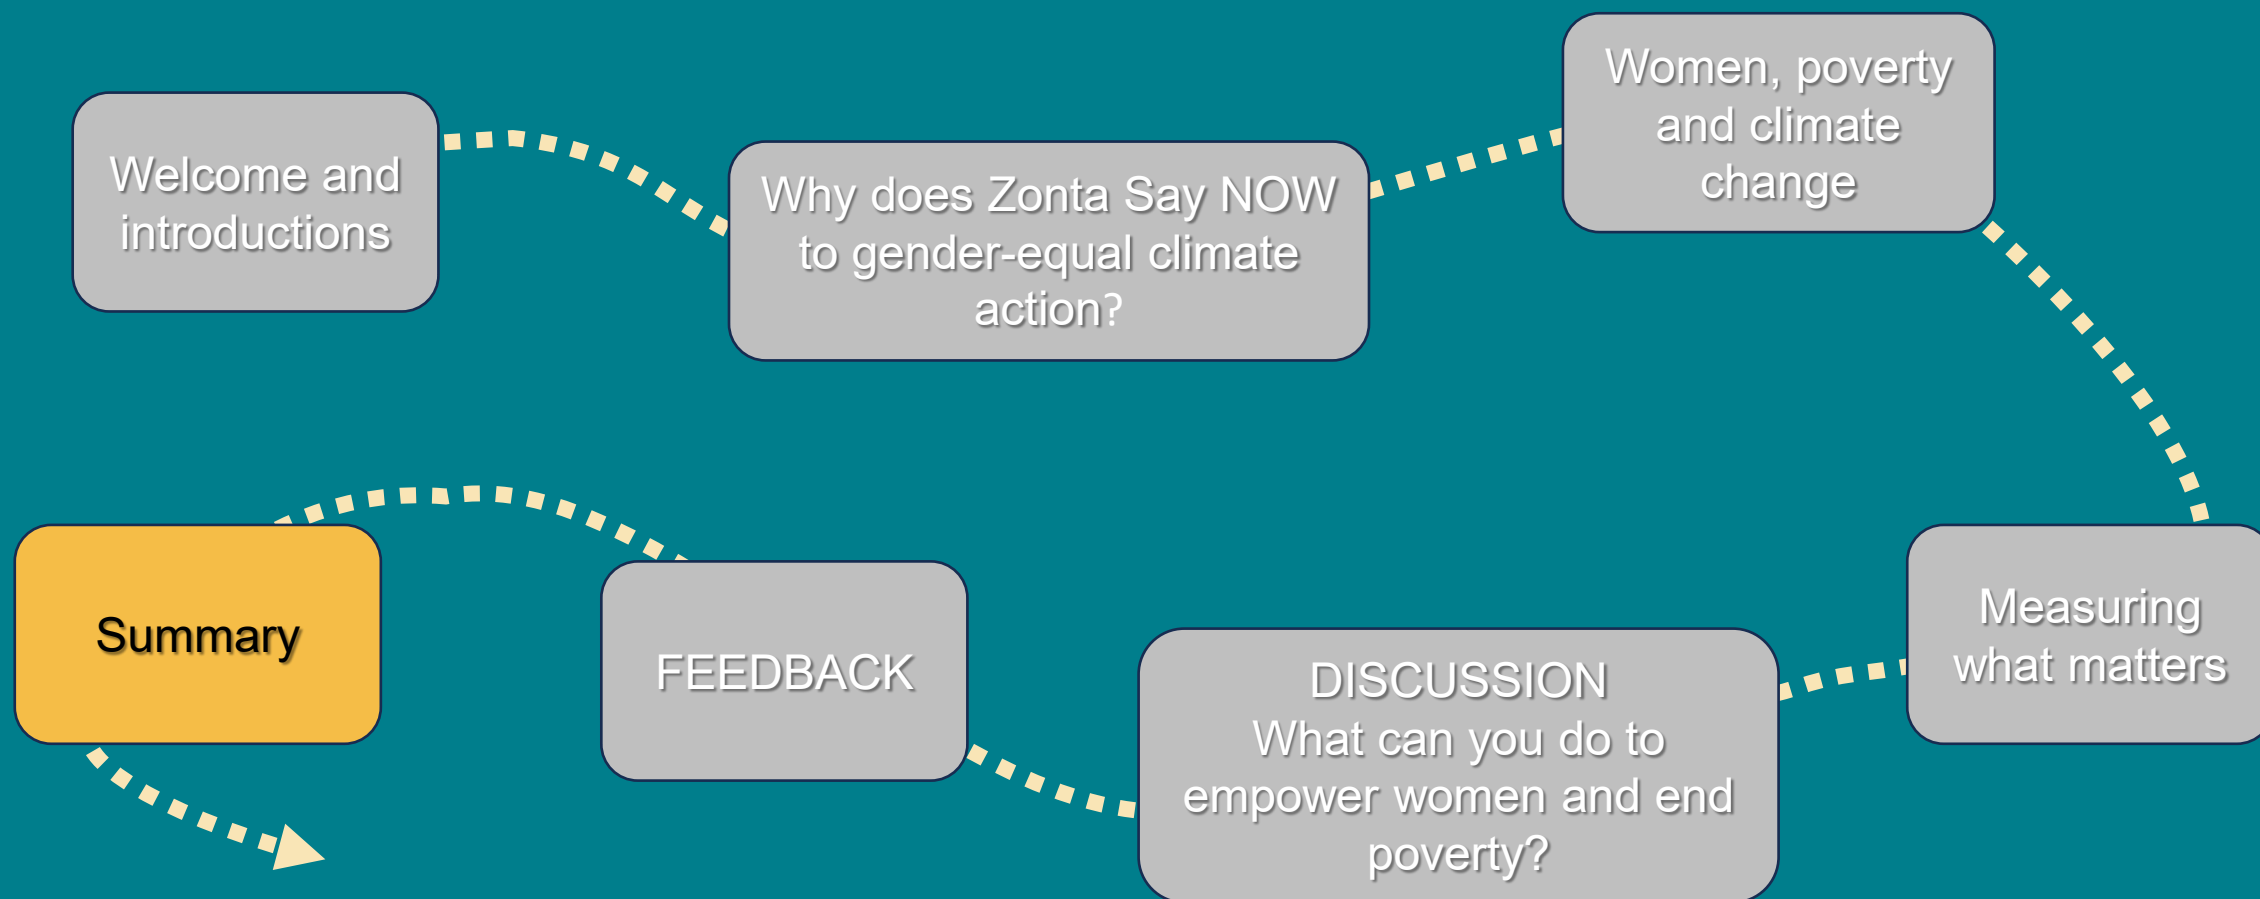 Welcome and
introductions
Why does Zonta Say NOW
to gender-equal climate
action?
Women, poverty
and climate
change
Measuring
what matters
DISCUSSION
What can you do to
empower women and end
poverty?
FEEDBACK
Summary